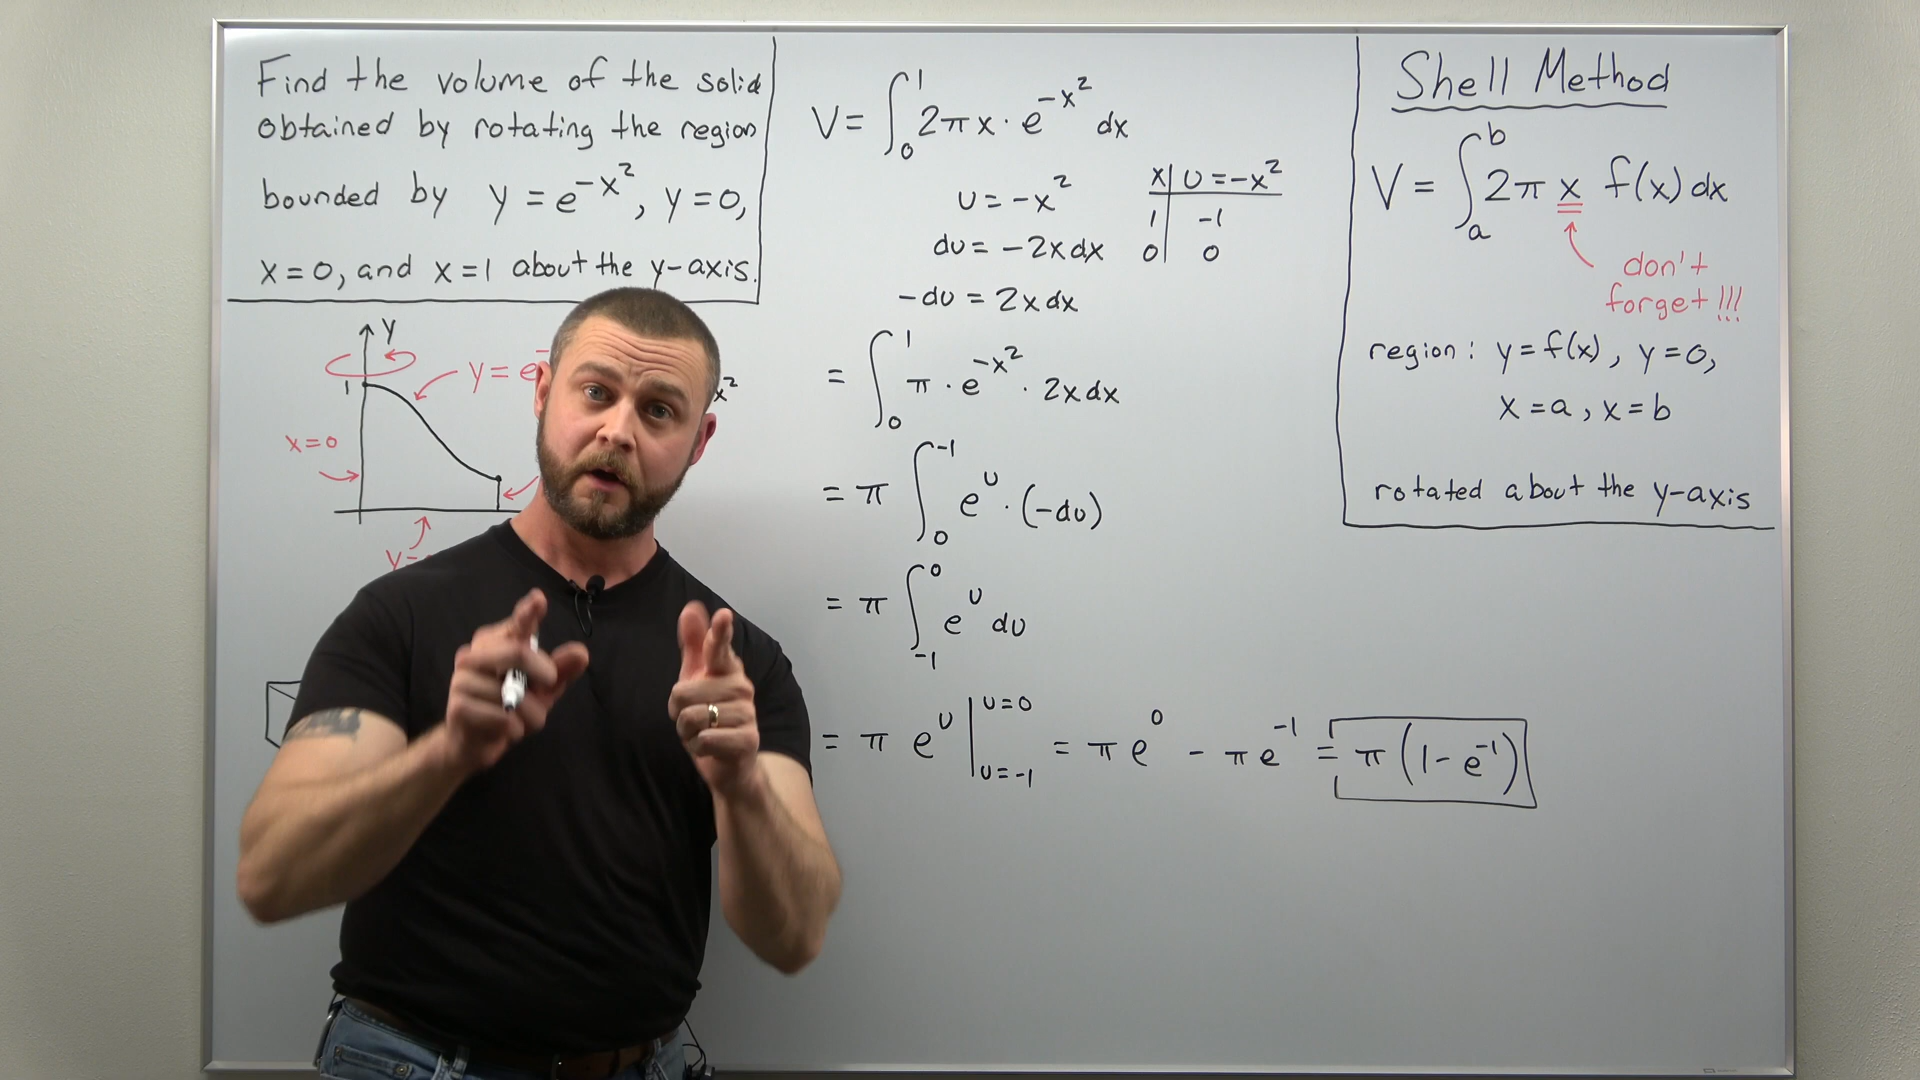 Find the volume of the solid
obtained by rotating the region
bounded by y = e^{-x^2}, y = 0,
x = 0, and x = 1 about the y-axis.
y
1
y = e^-
x^2
x = 0
V = ∫_0^1 2π x · e^{-x^2} dx
u = -x^2
du = -2x dx
-du = 2x dx
x | u = -x^2
1 | -1
0 | 0
= ∫_0^1 π · e^{-x^2} · 2x dx
= π ∫_0^{-1} e^u · (-du)
= π ∫_{-1}^0 e^u du
= π e^u |_{u=-1}^{u=0} = π e^0 - π e^{-1} = π (1 - e^{-1})
Shell Method
V = ∫_a^b 2π x f(x) dx
don't
forget !!!
region: y = f(x), y = 0,
x = a, x = b
rotated about the y-axis